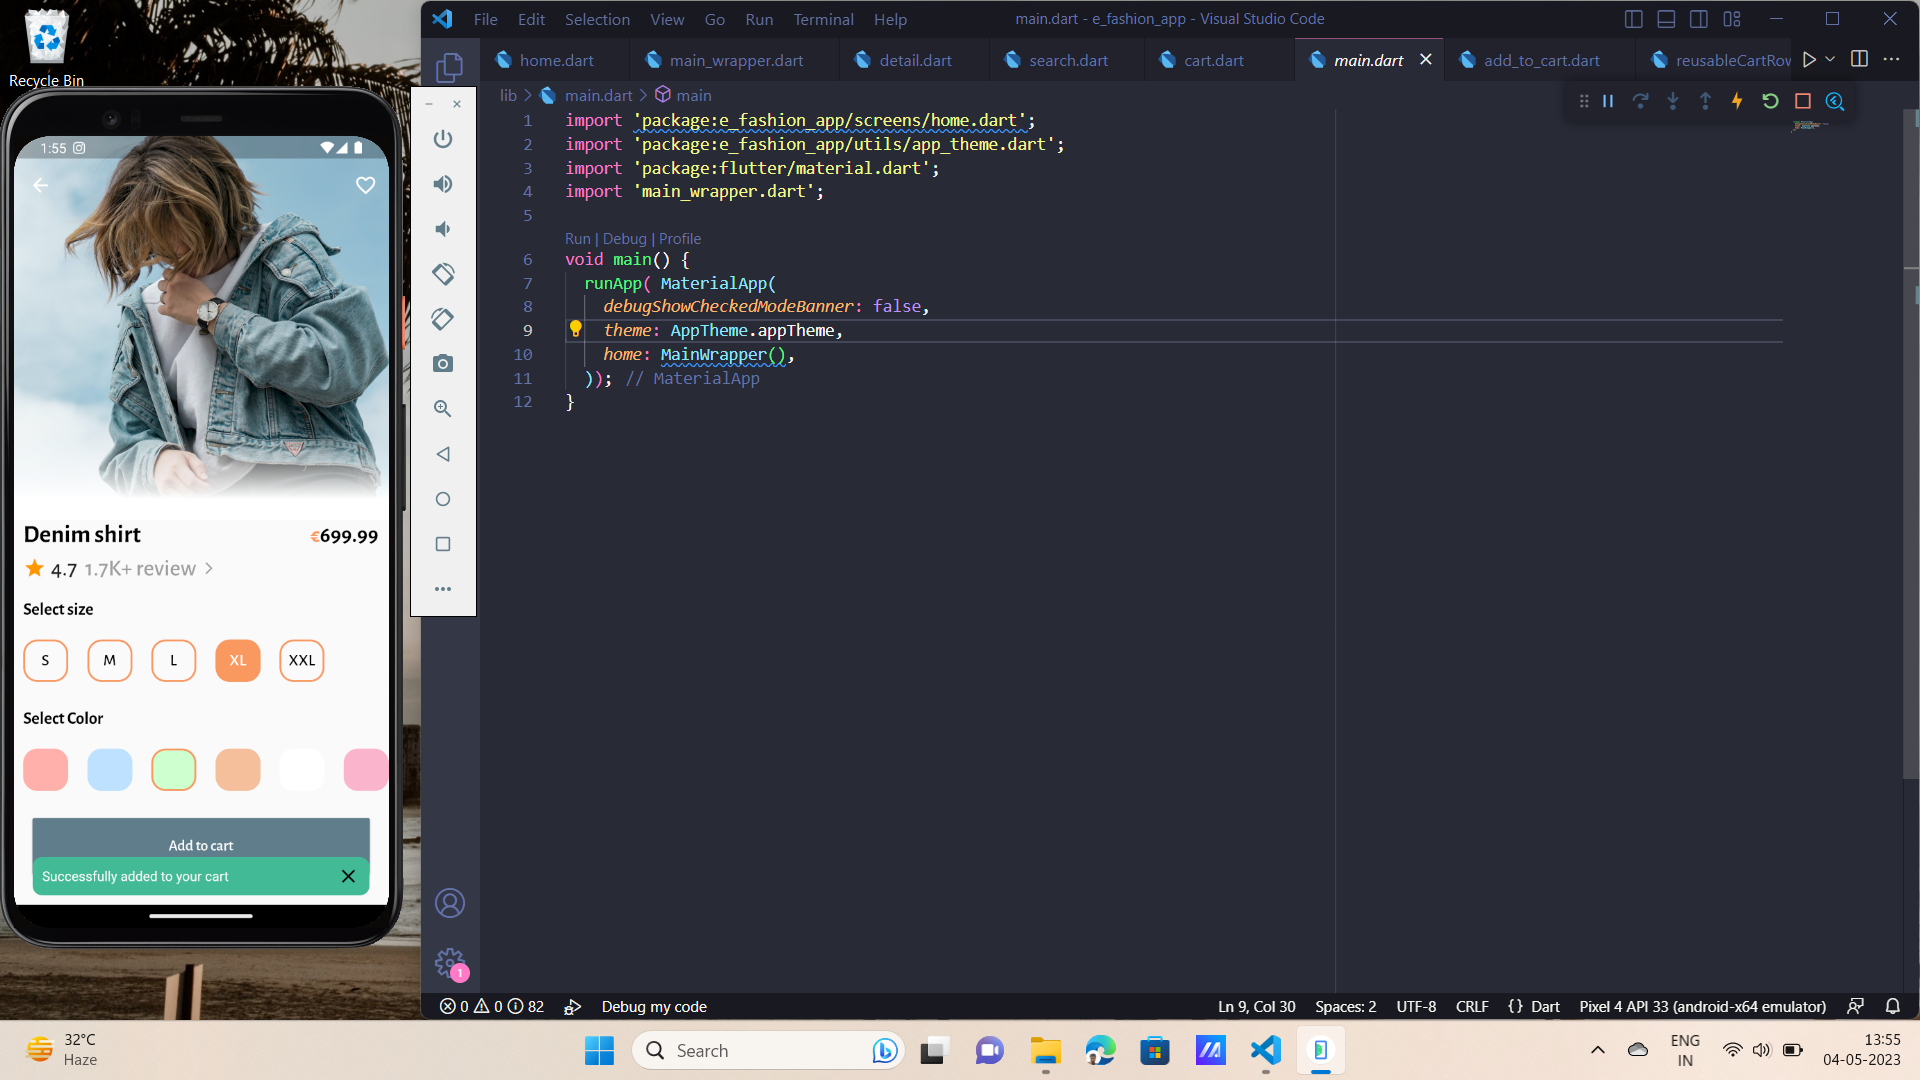 Recycle Bin
1:55
Denim shirt
€699.99
4.7 1.7K+ review
Select size
S M L XL XXL
Select Color
Add to cart
Successfully added to your cart
File Edit Selection View Go Run Terminal Help
main.dart - e_fashion_app - Visual Studio Code
home.dart main_wrapper.dart detail.dart search.dart cart.dart main.dart add_to_cart.dart reusableCartRow
lib > main.dart > main
1 import 'package:e_fashion_app/screens/home.dart';
2 import 'package:e_fashion_app/utils/app_theme.dart';
3 import 'package:flutter/material.dart';
4 import 'main_wrapper.dart';
5
Run | Debug | Profile
6 void main() {
7 runApp( MaterialApp(
8 debugShowCheckedModeBanner: false,
9 theme: AppTheme.appTheme,
10 home: MainWrapper(),
11 )); // MaterialApp
12 }
1
0 0 82 Debug my code
Ln 9, Col 30 Spaces: 2 UTF-8 CRLF {} Dart Pixel 4 API 33 (android-x64 emulator)
32°C
Haze
Search
ENG
IN
13:55
04-05-2023